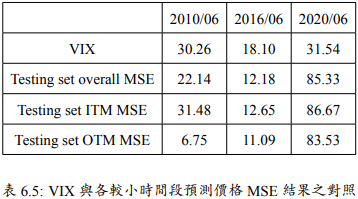 2010/06 2016/06 2020/06
VIX 30.26 18.10 31.54
Testing set overall MSE 22.14 12.18 85.33
Testing set ITM MSE 31.48 12.65 86.67
Testing set OTM MSE 6.75 11.09 83.53
表 6.5: VIX 與各較小時間段預測價格 MSE 結果之對照